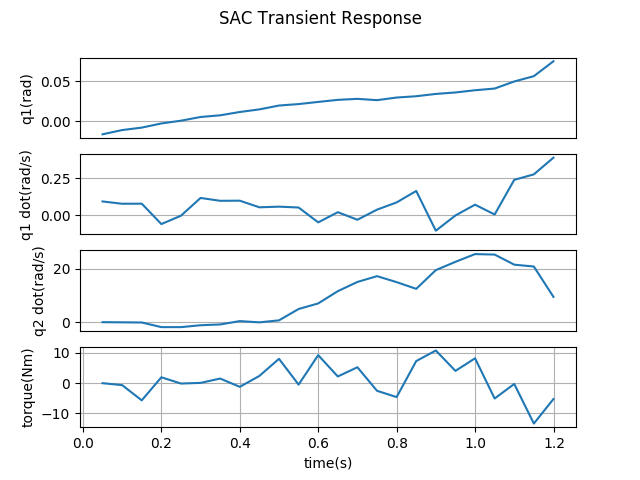 SAC Transient Response
q1(rad)
0.05
0.00
q1 dot(rad/s)
0.25
0.00
q2 dot(rad/s)
20
0
torque(Nm)
10
0
−10
0.0 0.2 0.4 0.6 0.8 1.0 1.2
time(s)